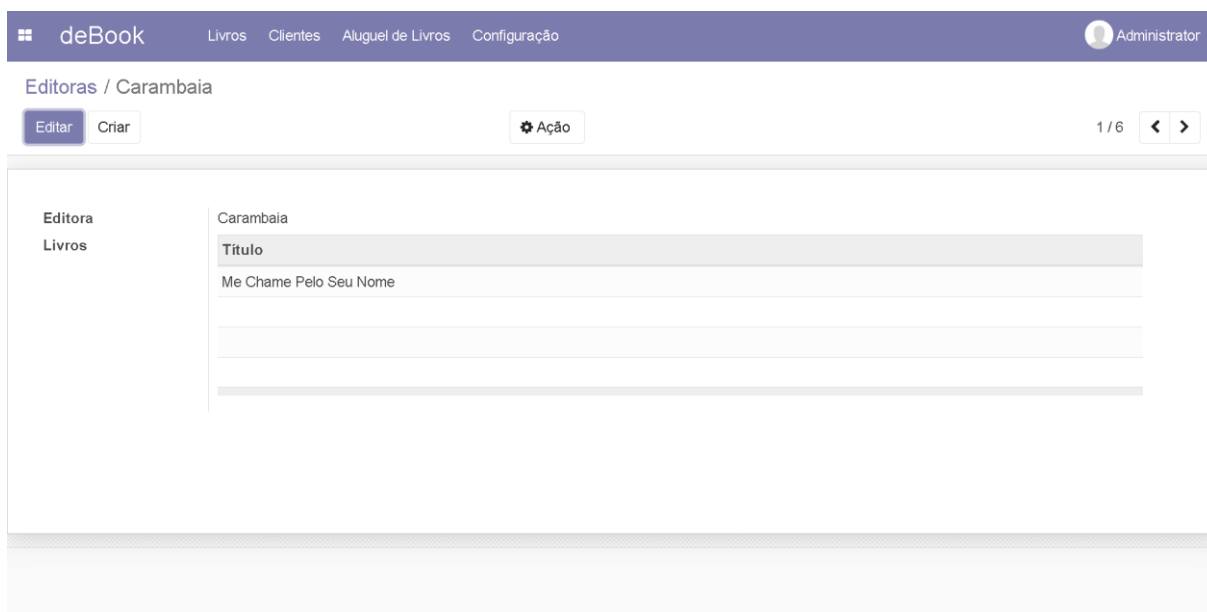 deBook Livros Clientes Aluguel de Livros Configuração Administrator
Editoras / Carambaia
Editar Criar Ação 1 / 6
Editora Carambaia
Livros Título
Me Chame Pelo Seu Nome